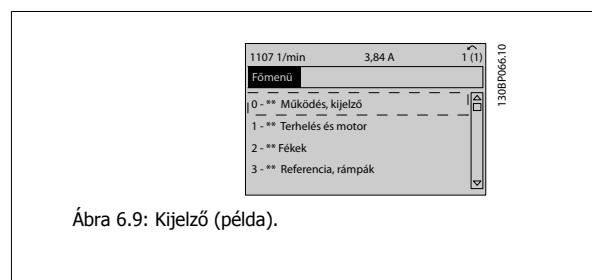 1107 1/min 3,84 A 1 (1)
Főmenü
0 - ** Működés, kijelző
1 - ** Terhelés és motor
2 - ** Fékek
3 - ** Referencia, rámpák
130BP066.10
Ábra 6.9: Kijelző (példa).